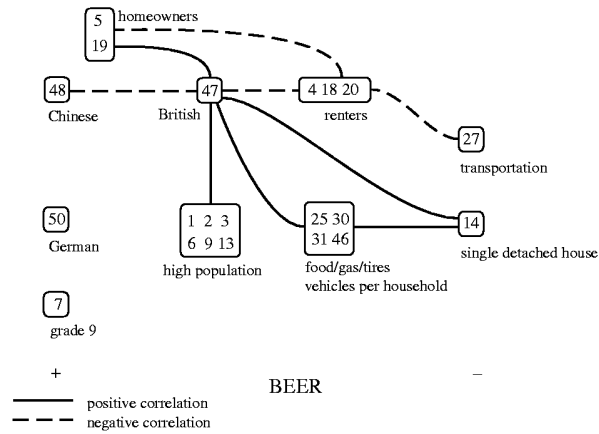 5 homeowners
19
48 47 4 18 20
Chinese British renters
27
transportation
50 1 2 3 25 30 14
German 6 9 13 31 46 single detached house
high population food/gas/tires
vehicles per household
7
grade 9
+ BEER –
positive correlation
negative correlation